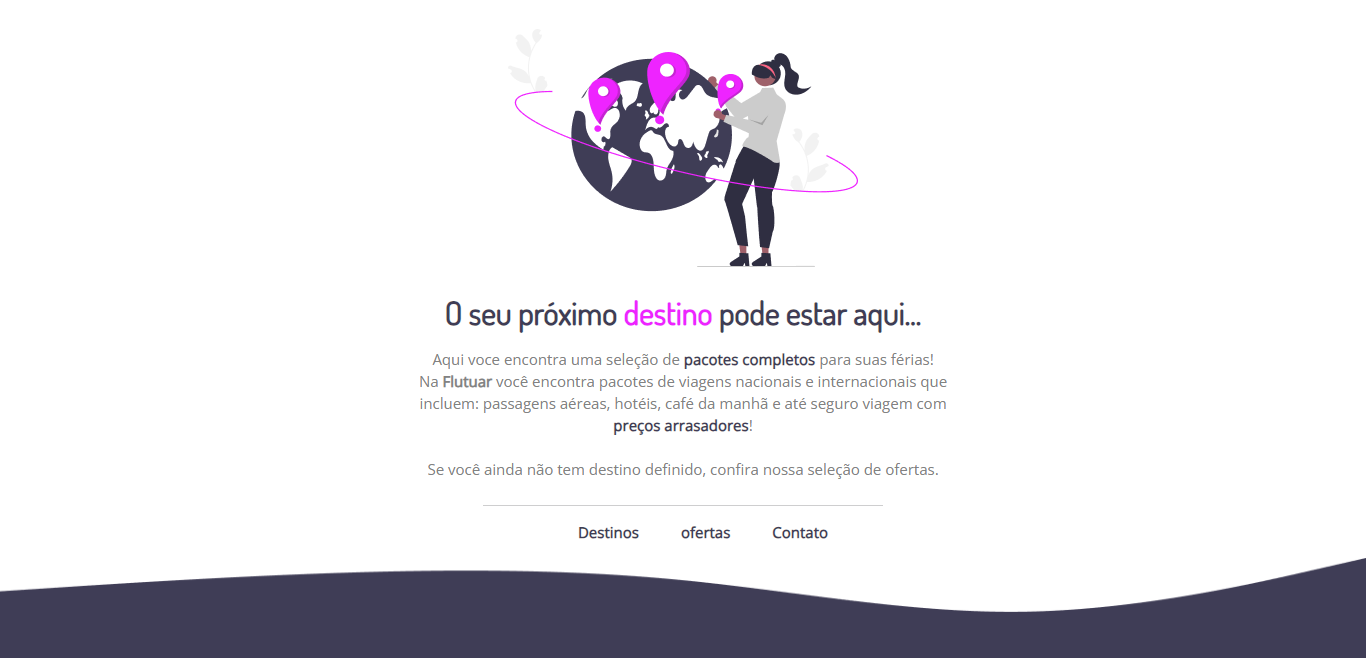 O seu próximo destino pode estar aqui...
Aqui voce encontra uma seleção de pacotes completos para suas férias!
Na Flutuar você encontra pacotes de viagens nacionais e internacionais que
incluem: passagens aéreas, hotéis, café da manhã e até seguro viagem com
preços arrasadores!
Se você ainda não tem destino definido, confira nossa seleção de ofertas.
Destinos ofertas Contato